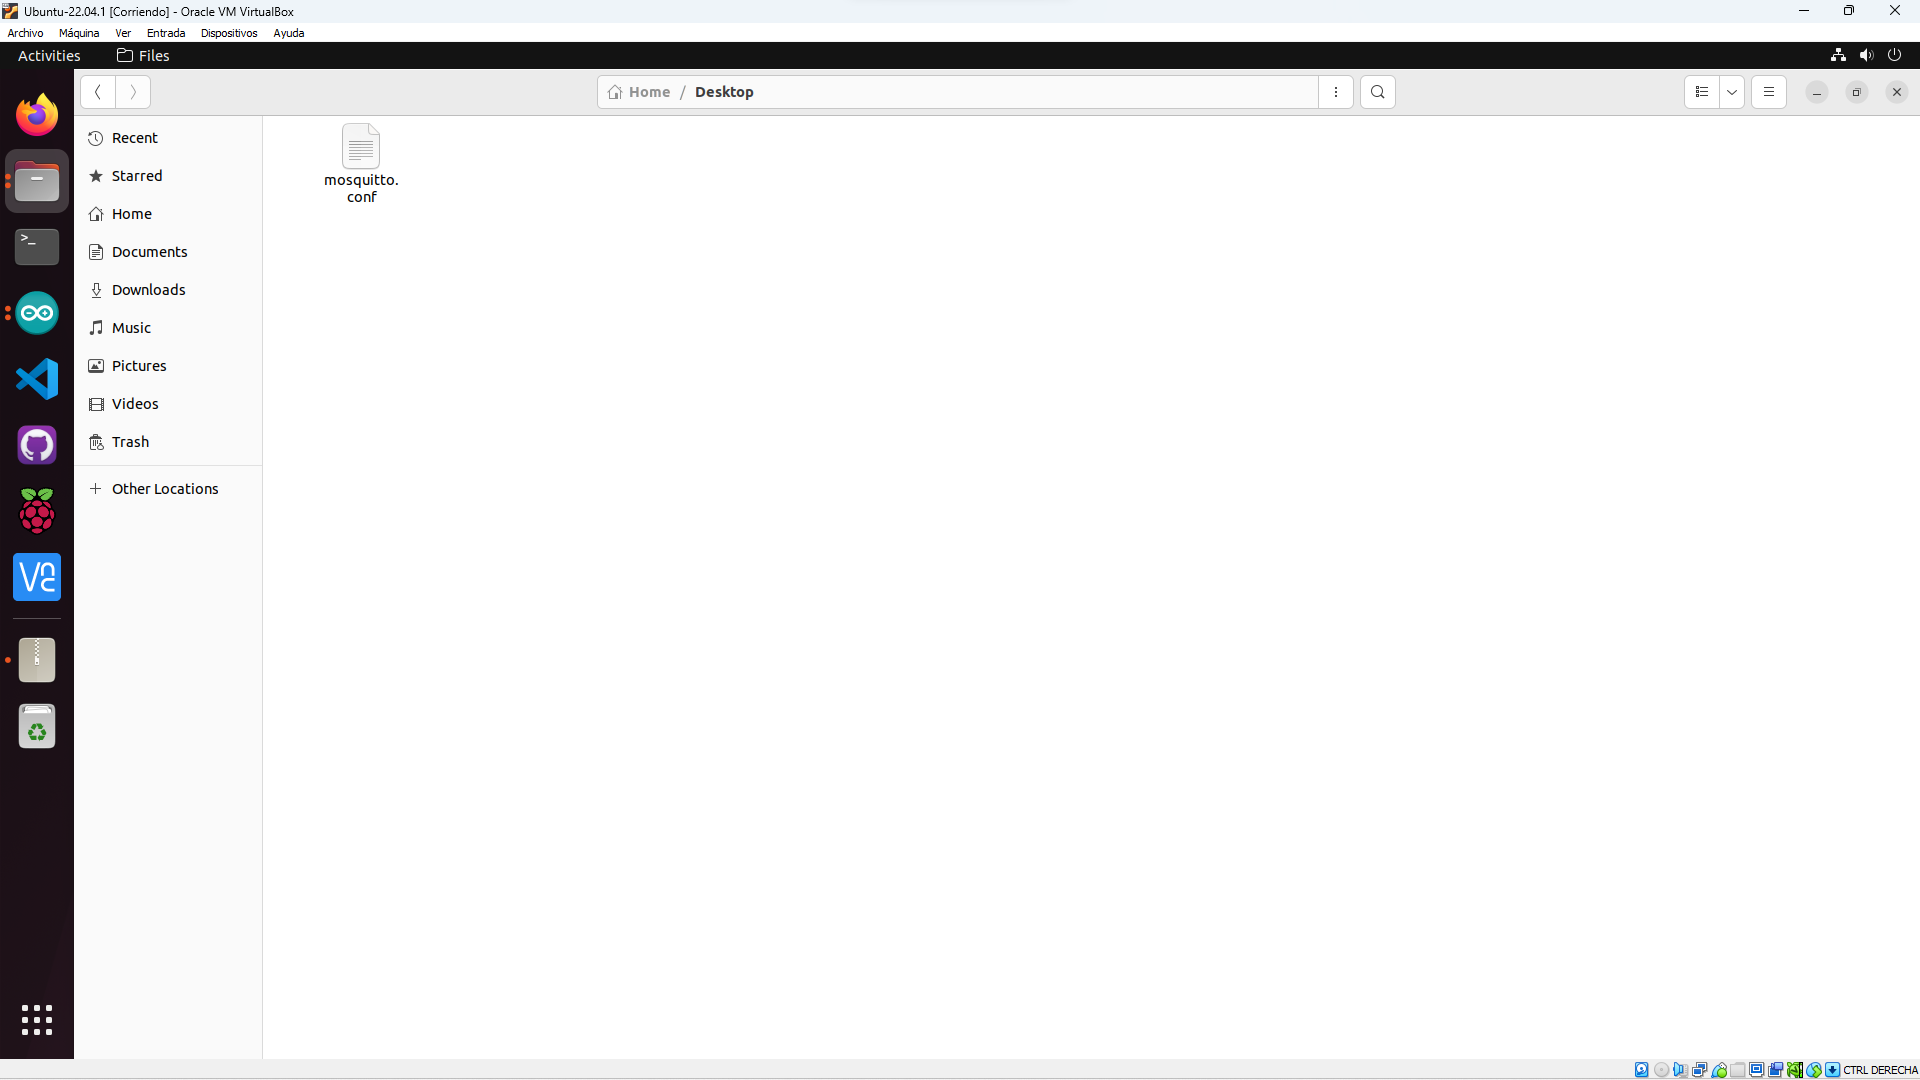 Ubuntu-22.04.1 [Corriendo] - Oracle VM VirtualBox
Archivo Máquina Ver Entrada Dispositivos Ayuda
Activities Files
Home / Desktop
Recent
Starred
Home
Documents
Downloads
Music
Pictures
Videos
Trash
Other Locations
mosquitto.
conf
CTRL DERECHA